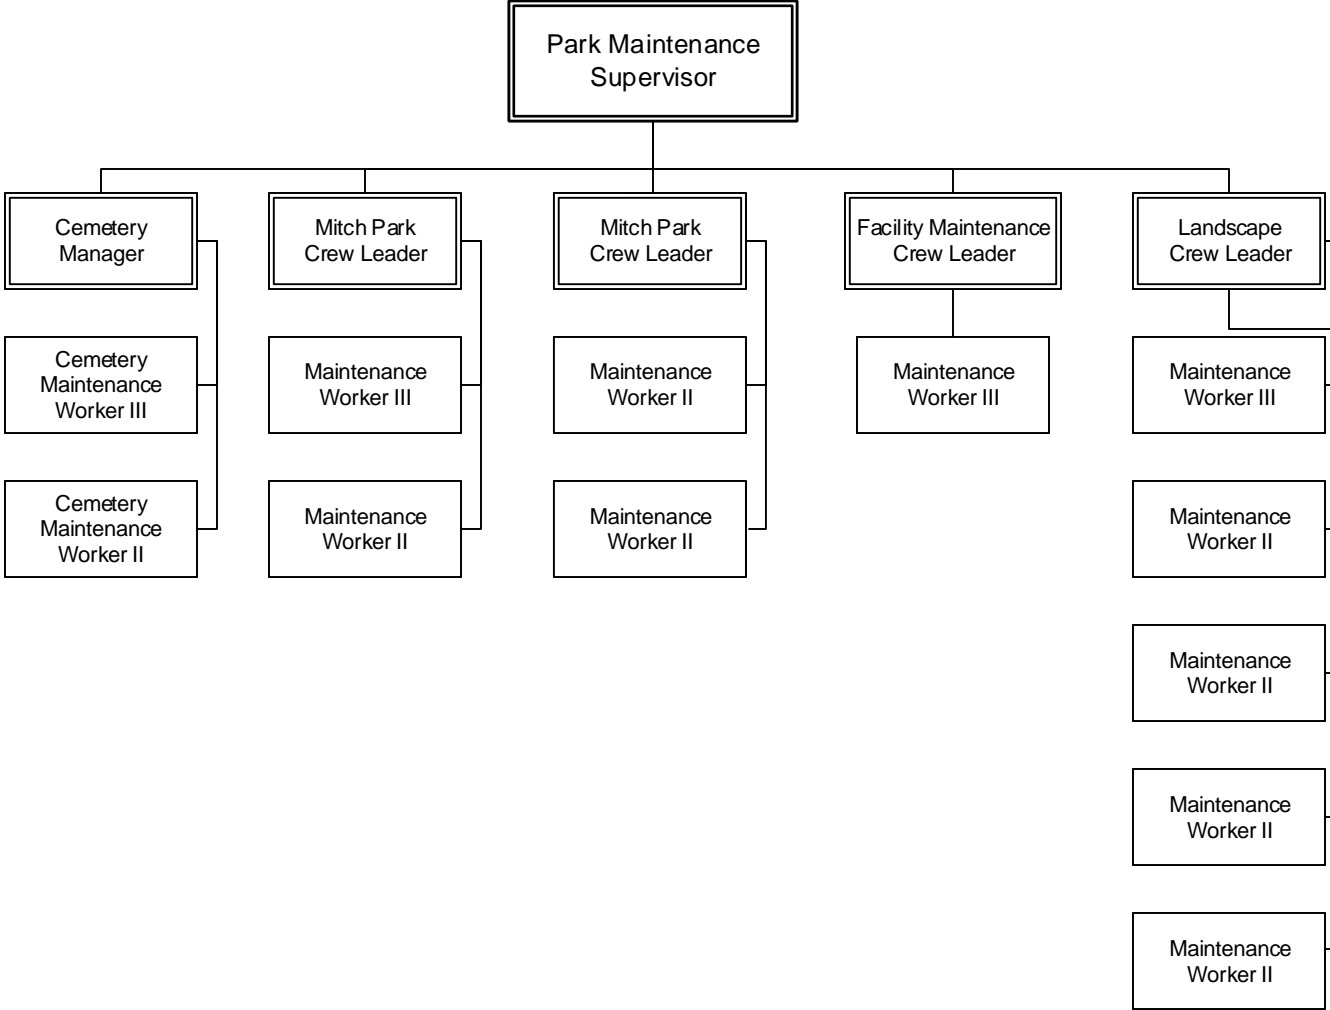 Park Maintenance
Supervisor
Cemetery
Manager
Mitch Park
Crew Leader
Mitch Park
Crew Leader
Facility Maintenance
Crew Leader
Landscape
Crew Leader
Cemetery
Maintenance
Worker III
Maintenance
Worker III
Maintenance
Worker II
Maintenance
Worker III
Maintenance
Worker III
Cemetery
Maintenance
Worker II
Maintenance
Worker II
Maintenance
Worker II
Maintenance
Worker II
Maintenance
Worker II
Maintenance
Worker II
Maintenance
Worker II